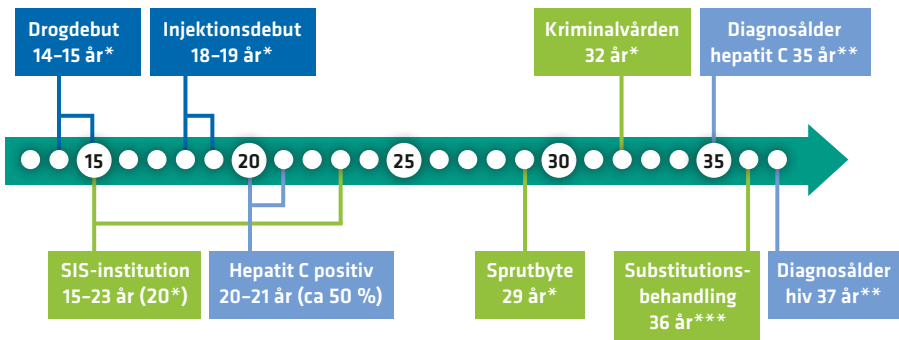 Drogdebut
14–15 år*
Injektionsdebut
18–19 år*
Kriminalvården
32 år*
Diagnosålder
hepatit C 35 år**
15
20
25
30
35
SIS-institution
15–23 år (20*)
Hepatit C positiv
20–21 år (ca 50 %)
Sprutbyte
29 år*
Substitutions-
behandling
36 år***
Diagnosålder
hiv 37 år**